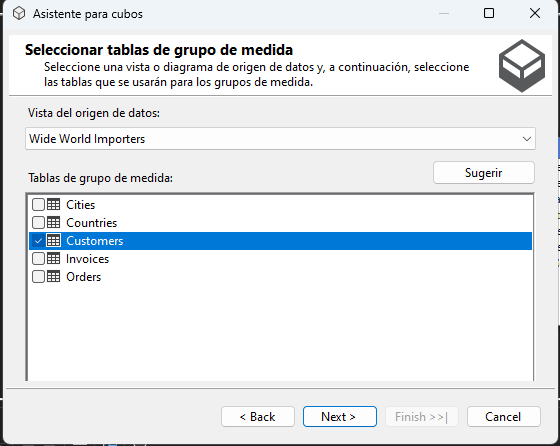 Asistente para cubos
Seleccionar tablas de grupo de medida
Seleccione una vista o diagrama de origen de datos y, a continuación, seleccione
las tablas que se usarán para los grupos de medida.
Vista del origen de datos:
Wide World Importers
Tablas de grupo de medida:
Sugerir
Cities
Countries
Customers
Invoices
Orders
< Back
Next >
Finish >>|
Cancel